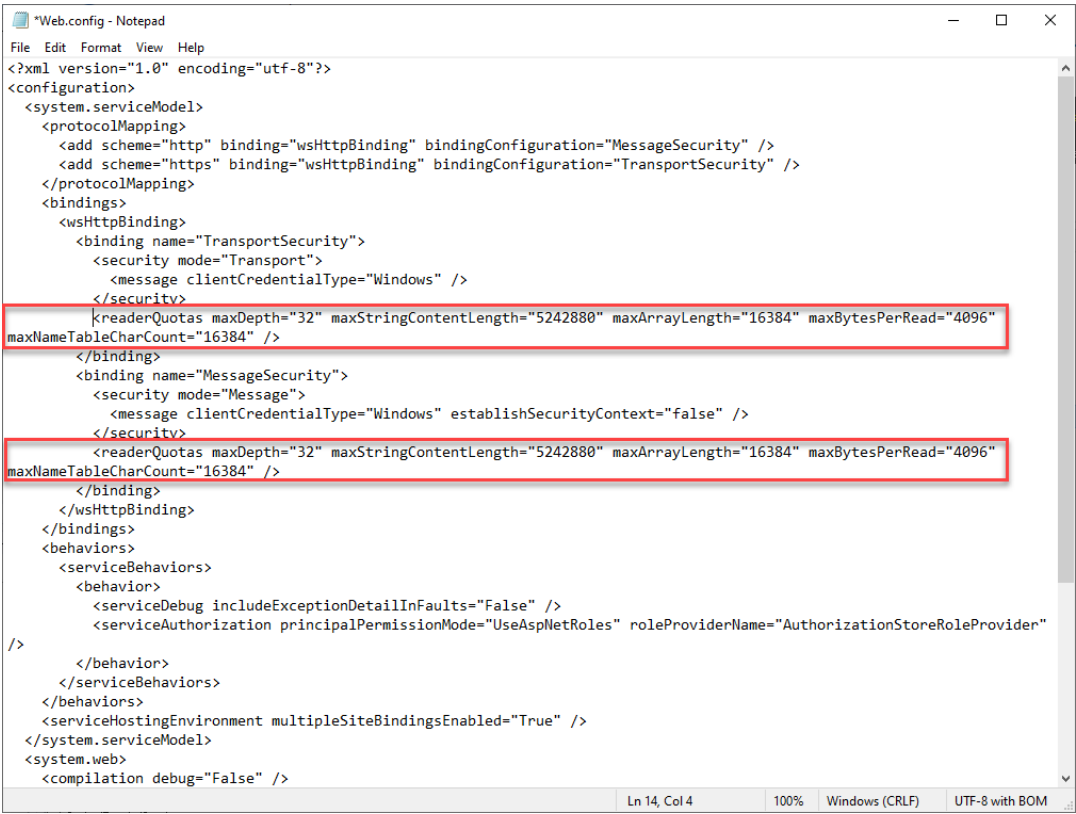 *Web.config - Notepad
File Edit Format View Help
<?xml version="1.0" encoding="utf-8"?>
<configuration>
  <system.serviceModel>
    <protocolMapping>
      <add scheme="http" binding="wsHttpBinding" bindingConfiguration="MessageSecurity" />
      <add scheme="https" binding="wsHttpBinding" bindingConfiguration="TransportSecurity" />
    </protocolMapping>
    <bindings>
      <wsHttpBinding>
        <binding name="TransportSecurity">
          <security mode="Transport">
            <message clientCredentialType="Windows" />
          </security>
          <readerQuotas maxDepth="32" maxStringContentLength="5242880" maxArrayLength="16384" maxBytesPerRead="4096"
maxNameTableCharCount="16384" />
        </binding>
        <binding name="MessageSecurity">
          <security mode="Message">
            <message clientCredentialType="Windows" establishSecurityContext="false" />
          </security>
          <readerQuotas maxDepth="32" maxStringContentLength="5242880" maxArrayLength="16384" maxBytesPerRead="4096"
maxNameTableCharCount="16384" />
        </binding>
      </wsHttpBinding>
    </bindings>
    <behaviors>
      <serviceBehaviors>
        <behavior>
          <serviceDebug includeExceptionDetailInFaults="False" />
          <serviceAuthorization principalPermissionMode="UseAspNetRoles" roleProviderName="AuthorizationStoreRoleProvider"
/>
        </behavior>
      </serviceBehaviors>
    </behaviors>
    <serviceHostingEnvironment multipleSiteBindingsEnabled="True" />
  </system.serviceModel>
  <system.web>
    <compilation debug="False" />
Ln 14, Col 4 100% Windows (CRLF) UTF-8 with BOM